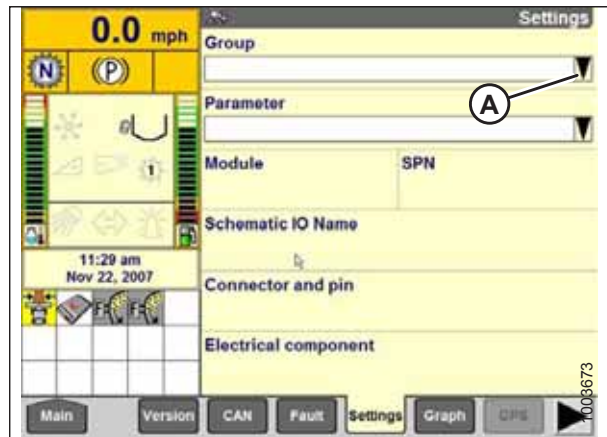 0.0 mph
Settings
Group
N
(P)
A
Parameter
Module
SPN
1
Schematic IO Name
11:29 am
Nov 22, 2007
Connector and pin
Electrical component
Main
Version
CAN
Fault
Settings
Graph
GPS
1003673